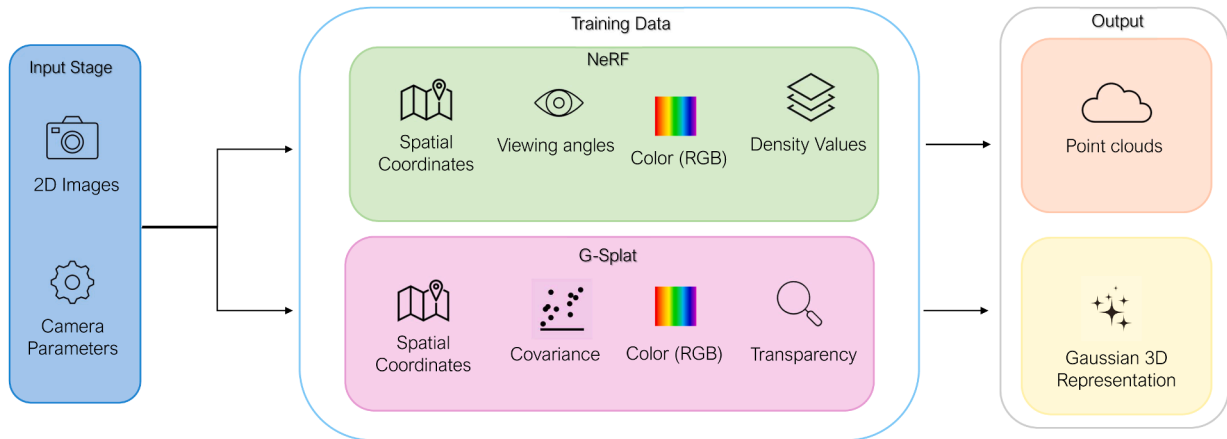 Input Stage
2D Images
Camera
Parameters
Training Data
NeRF
Spatial
Coordinates
Viewing angles
Color (RGB)
Density Values
G-Splat
Spatial
Coordinates
Covariance
Color (RGB)
Transparency
Output
Point clouds
Gaussian 3D
Representation